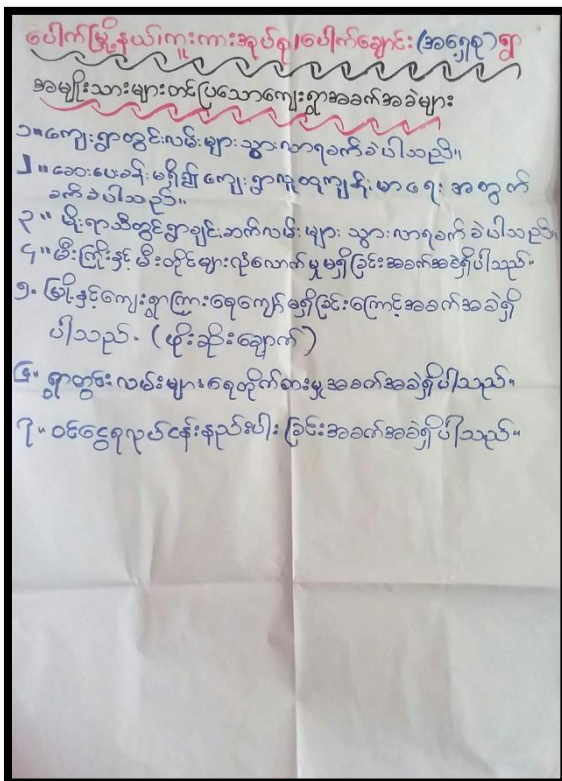 ပေါက်မြို့နယ်၊ကူးကားအုပ်စု၊ပေါက်ချောင်း(အရှေ့စု)ရွာ
အမျိုးသားများတင်ပြသောကျေးရွာအခက်အခဲများ
၁။ကျေးရွာတွင်းလမ်းများသွားလာရခက်ခဲပါသည်။
၂။ဆေးပေးခန်းမရှိ၍ကျေးရွာလူထုကျန်းမာရေးအတွက်
ခက်ခဲပါသည်။
၃။ မိုးရာသီတွင်ရွာချင်းဆက်လမ်းများ သွားလာရခက်ခဲပါသည်။
၄။မီးကြိုးနှင့်မီးတိုင်များလုံလောက်မှုမရှိခြင်းအခက်အခဲရှိပါသည်။
၅. မြို့နှင့်ကျေးရွာကြားရေကျော်မရှိခြင်းကြောင့်အခက်အခဲရှိ
ပါသည်. (ဖိုးဆိုးချောက်)
၆။ ရွာတွင်းလမ်းများရေတိုက်စားမှုအခက်အခဲရှိပါသည်။
၇။ ဝင်ငွေရလုပ်ငန်းနည်းပါးခြင်းအခက်အခဲရှိပါသည်။